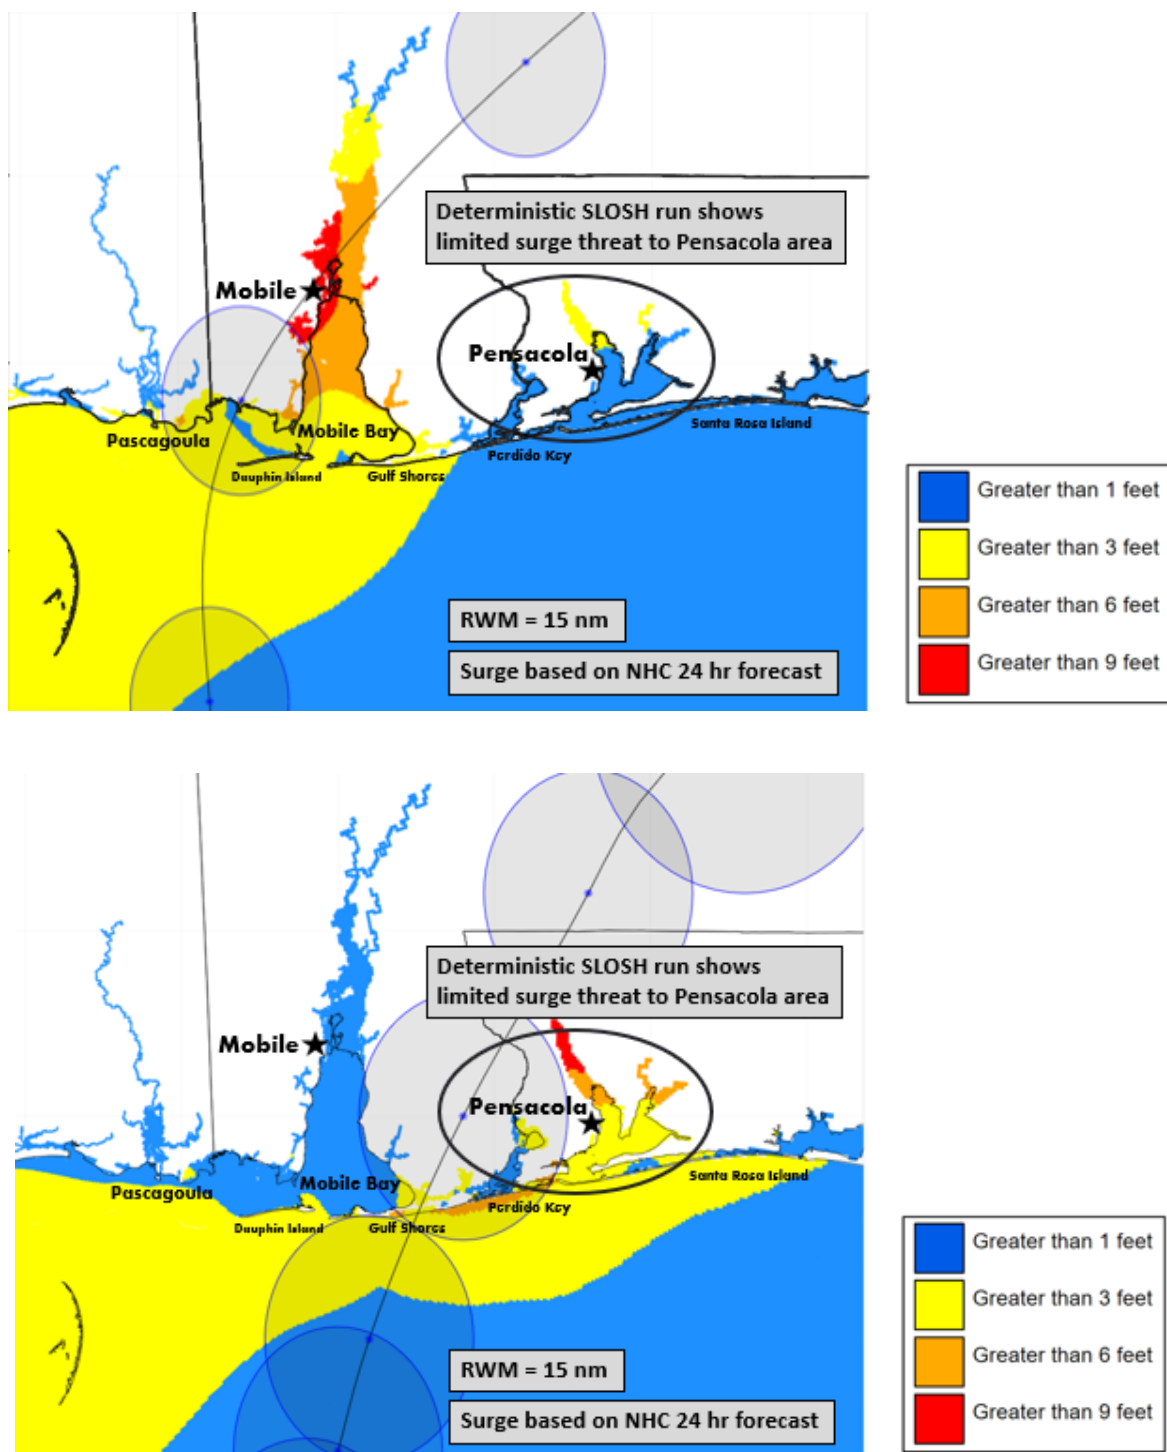 Deterministic SLOSH run shows
limited surge threat to Pensacola area
Mobile
Pensacola
Santa Rosa Island
Pascagoula
Mobile Bay
Perdido Key
Dauphin Island
Gulf Shores
RWM = 15 nm
Surge based on NHC 24 hr forecast
Greater than 1 feet
Greater than 3 feet
Greater than 6 feet
Greater than 9 feet
Deterministic SLOSH run shows
limited surge threat to Pensacola area
Mobile
Pensacola
Santa Rosa Island
Pascagoula
Mobile Bay
Perdido Key
Dauphin Island
Gulf Shores
RWM = 15 nm
Surge based on NHC 24 hr forecast
Greater than 1 feet
Greater than 3 feet
Greater than 6 feet
Greater than 9 feet